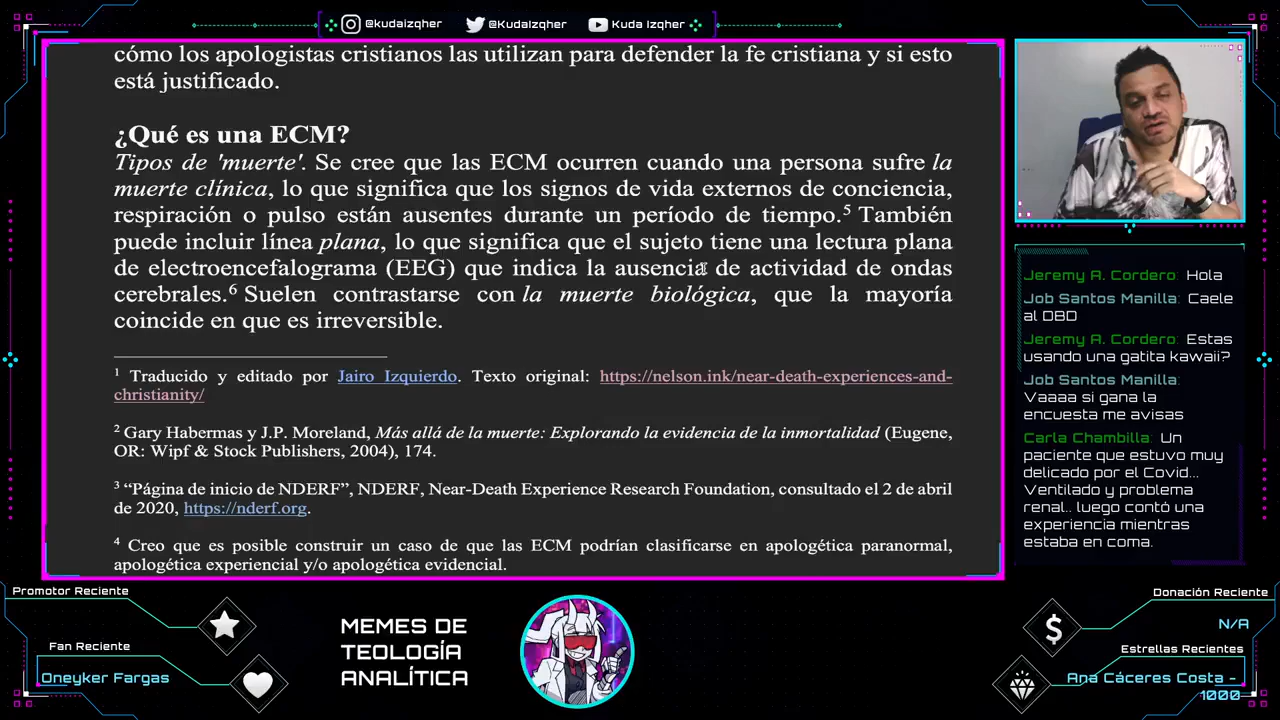 @kudaizqher
@Kudaizqher
Kuda Izqher
cómo los apologistas cristianos las utilizan para defender la fe cristiana y si esto
está justificado.
¿Qué es una ECM?
Tipos de 'muerte'. Se cree que las ECM ocurren cuando una persona sufre la
muerte clínica, lo que significa que los signos de vida externos de conciencia,
respiración o pulso están ausentes durante un período de tiempo.⁵ También
puede incluir línea plana, lo que significa que el sujeto tiene una lectura plana
de electroencefalograma (EEG) que indica la ausencia de actividad de ondas
cerebrales.⁶ Suelen contrastarse con la muerte biológica, que la mayoría
coincide en que es irreversible.
¹ Traducido y editado por Jairo Izquierdo. Texto original: https://nelson.ink/near-death-experiences-and-
christianity/
² Gary Habermas y J.P. Moreland, Más allá de la muerte: Explorando la evidencia de la inmortalidad (Eugene,
OR: Wipf & Stock Publishers, 2004), 174.
³ “Página de inicio de NDERF”, NDERF, Near-Death Experience Research Foundation, consultado el 2 de abril
de 2020, https://nderf.org.
⁴ Creo que es posible construir un caso de que las ECM podrían clasificarse en apologética paranormal,
apologética experiencial y/o apologética evidencial.
Jeremy A. Cordero: Hola
Job Santos Manilla: Caele
al DBD
Jeremy A. Cordero: Estas
usando una gatita kawaii?
Job Santos Manilla:
Vaaaa si gana la
encuesta me avisas
Carla Chambilla: Un
paciente que estuvo muy
delicado por el Covid...
Ventilado y problema
renal.. luego contó una
experiencia mientras
estaba en coma.
Promotor Reciente
Fan Reciente
Oneyker Fargas
MEMES DE
TEOLOGÍA
ANALÍTICA
Donación Reciente
N/A
Estrellas Recientes
Ana Cáceres Costa -
1000